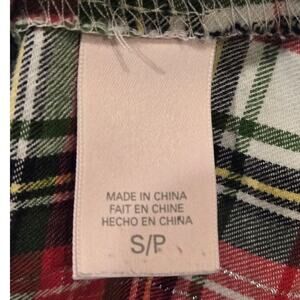 MADE IN CHINA
FAIT EN CHINE
HECHO EN CHINA
S/P